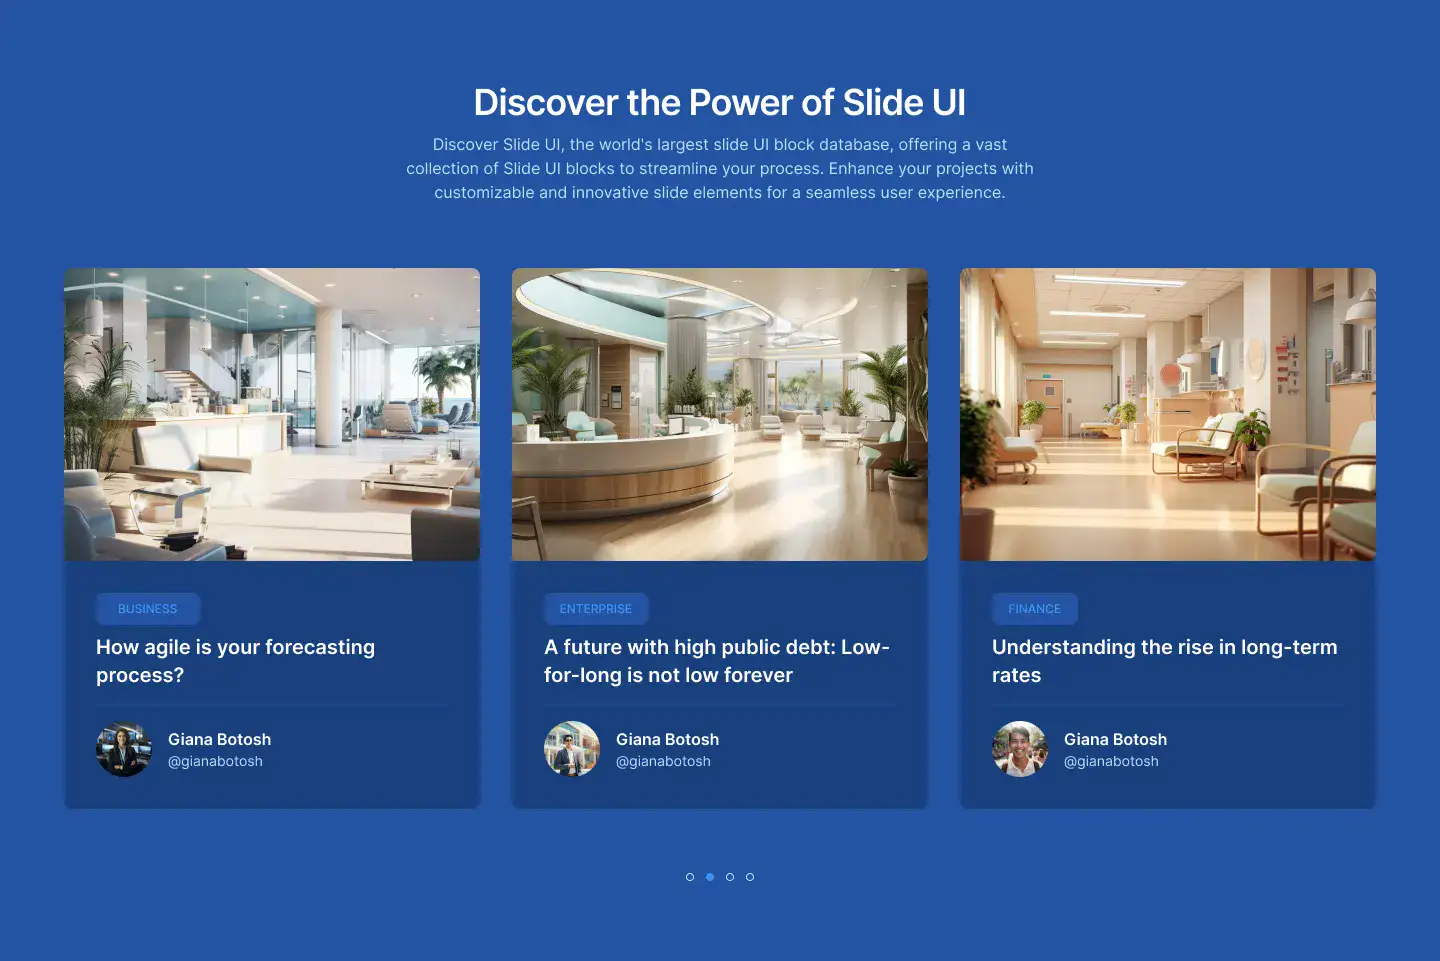 Discover the Power of Slide UI
Discover Slide UI, the world's largest slide UI block database, offering a vast
collection of Slide UI blocks to streamline your process. Enhance your projects with
customizable and innovative slide elements for a seamless user experience.
BUSINESS
How agile is your forecasting
process?
Giana Botosh
@gianabotosh
ENTERPRISE
A future with high public debt: Low-
for-long is not low forever
Giana Botosh
@gianabotosh
FINANCE
Understanding the rise in long-term
rates
Giana Botosh
@gianabotosh